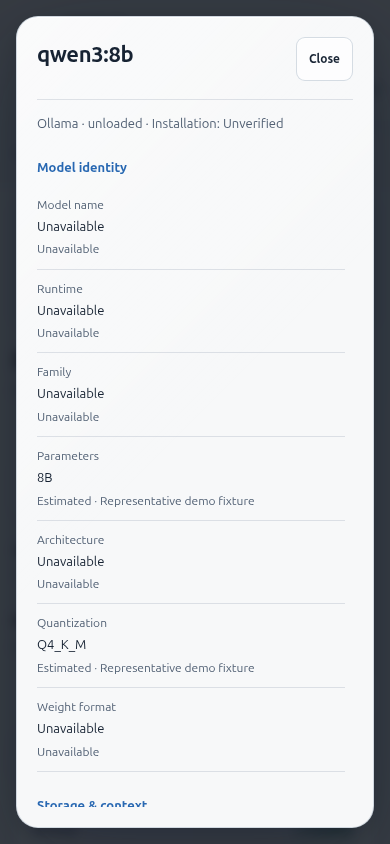 qwen3:8b
Close
Ollama · unloaded · Installation: Unverified
Model identity
Model name
Unavailable
Unavailable
Runtime
Unavailable
Unavailable
Family
Unavailable
Unavailable
Parameters
8B
Estimated · Representative demo fixture
Architecture
Unavailable
Unavailable
Quantization
Q4_K_M
Estimated · Representative demo fixture
Weight format
Unavailable
Unavailable
Storage & context